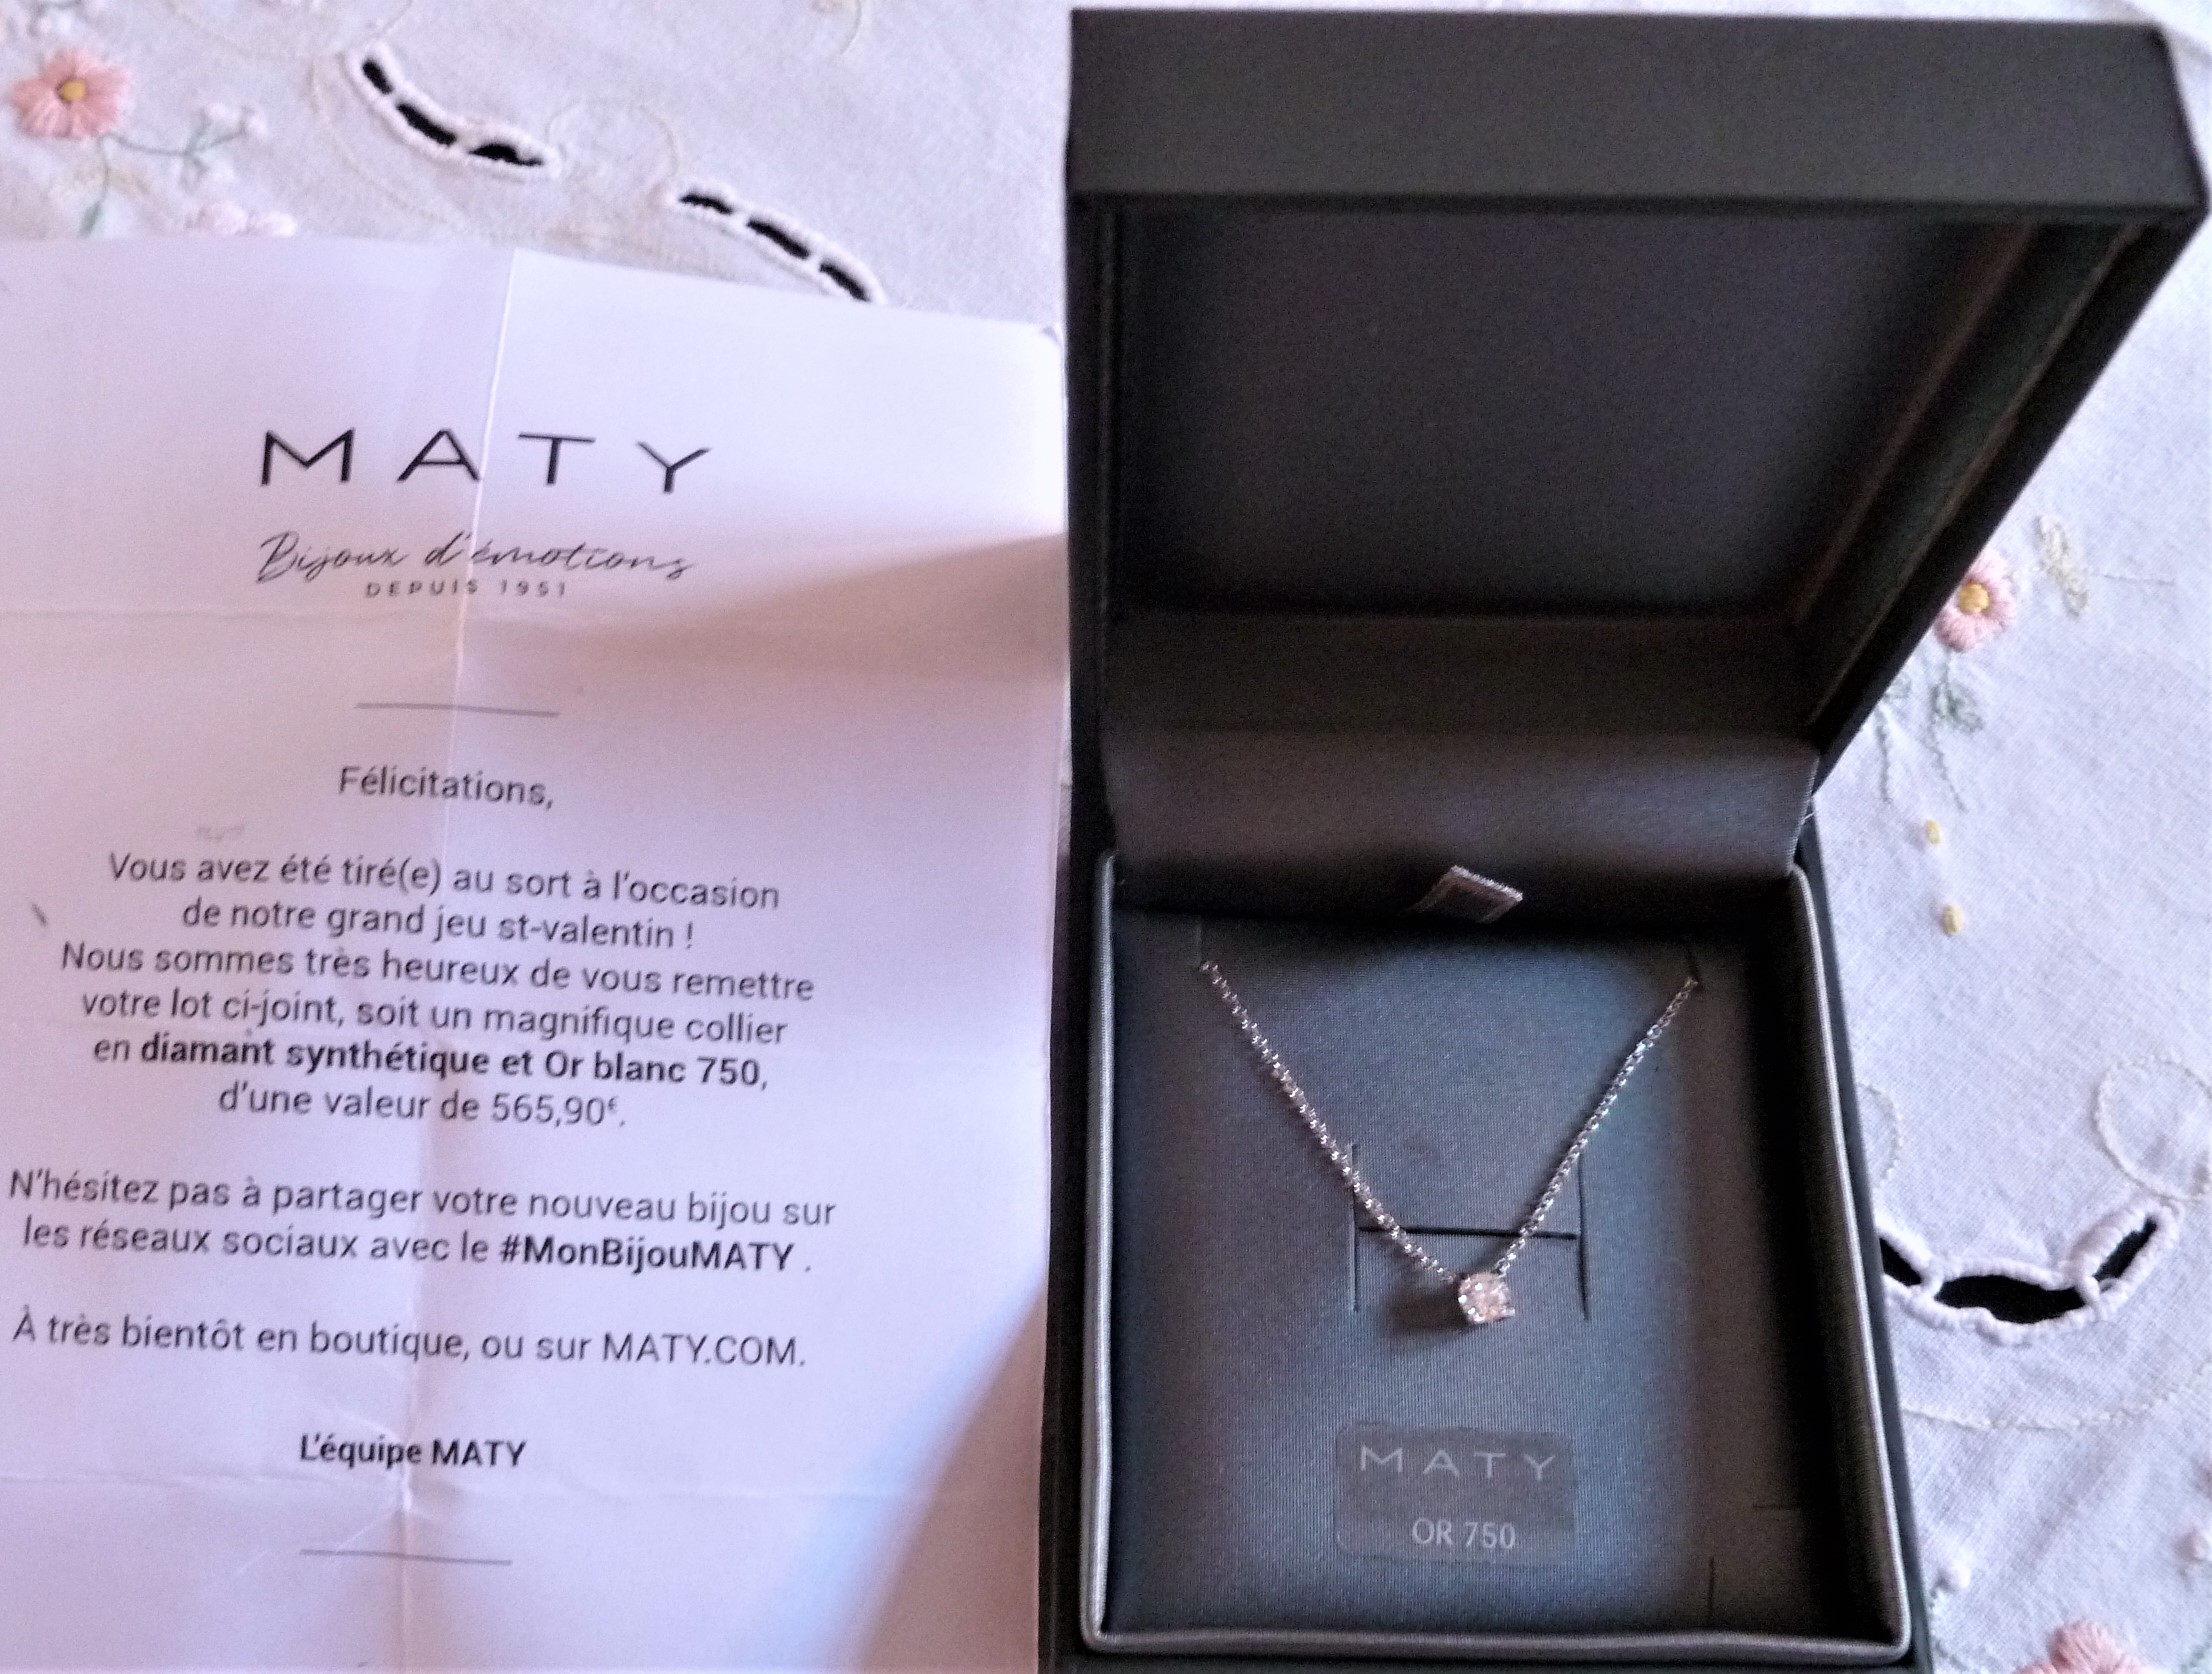 MATY
Bijoux d'émotions
DEPUIS 1951
Félicitations,
Vous avez été tiré(e) au sort à l'occasion
de notre grand jeu st-valentin !
Nous sommes très heureux de vous remettre
votre lot ci-joint, soit un magnifique collier
en diamant synthétique et Or blanc 750,
d'une valeur de 565,90€.
N'hésitez pas à partager votre nouveau bijou sur
les réseaux sociaux avec le #MonBijouMATY .
À très bientôt en boutique, ou sur MATY.COM.
L'équipe MATY
MATY
OR 750